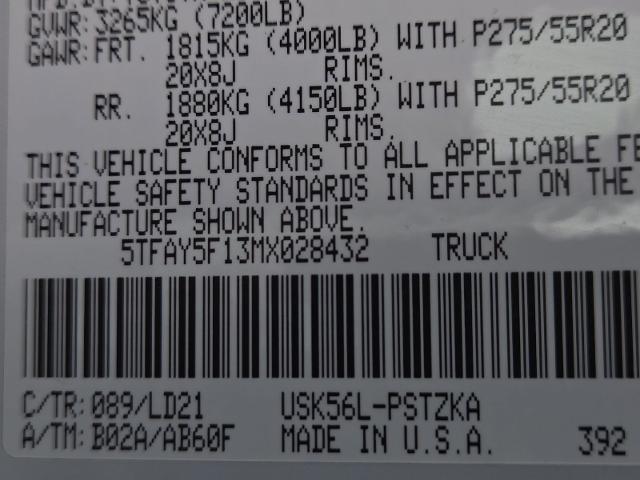 GVWR: 3265KG (7200LB)
GAWR: FRT. 1815KG (4000LB) WITH P275/55R20
20X8J RIMS.
RR. 1880KG (4150LB) WITH P275/55R20
20X8J RIMS.
THIS VEHICLE CONFORMS TO ALL APPLICABLE FE
VEHICLE SAFETY STANDARDS IN EFFECT ON THE
MANUFACTURE SHOWN ABOVE.
5TFAY5F13MX028432 TRUCK
C/TR: 089/LD21 USK56L-PSTZKA
A/TM: B02A/AB60F MADE IN U.S.A. 392